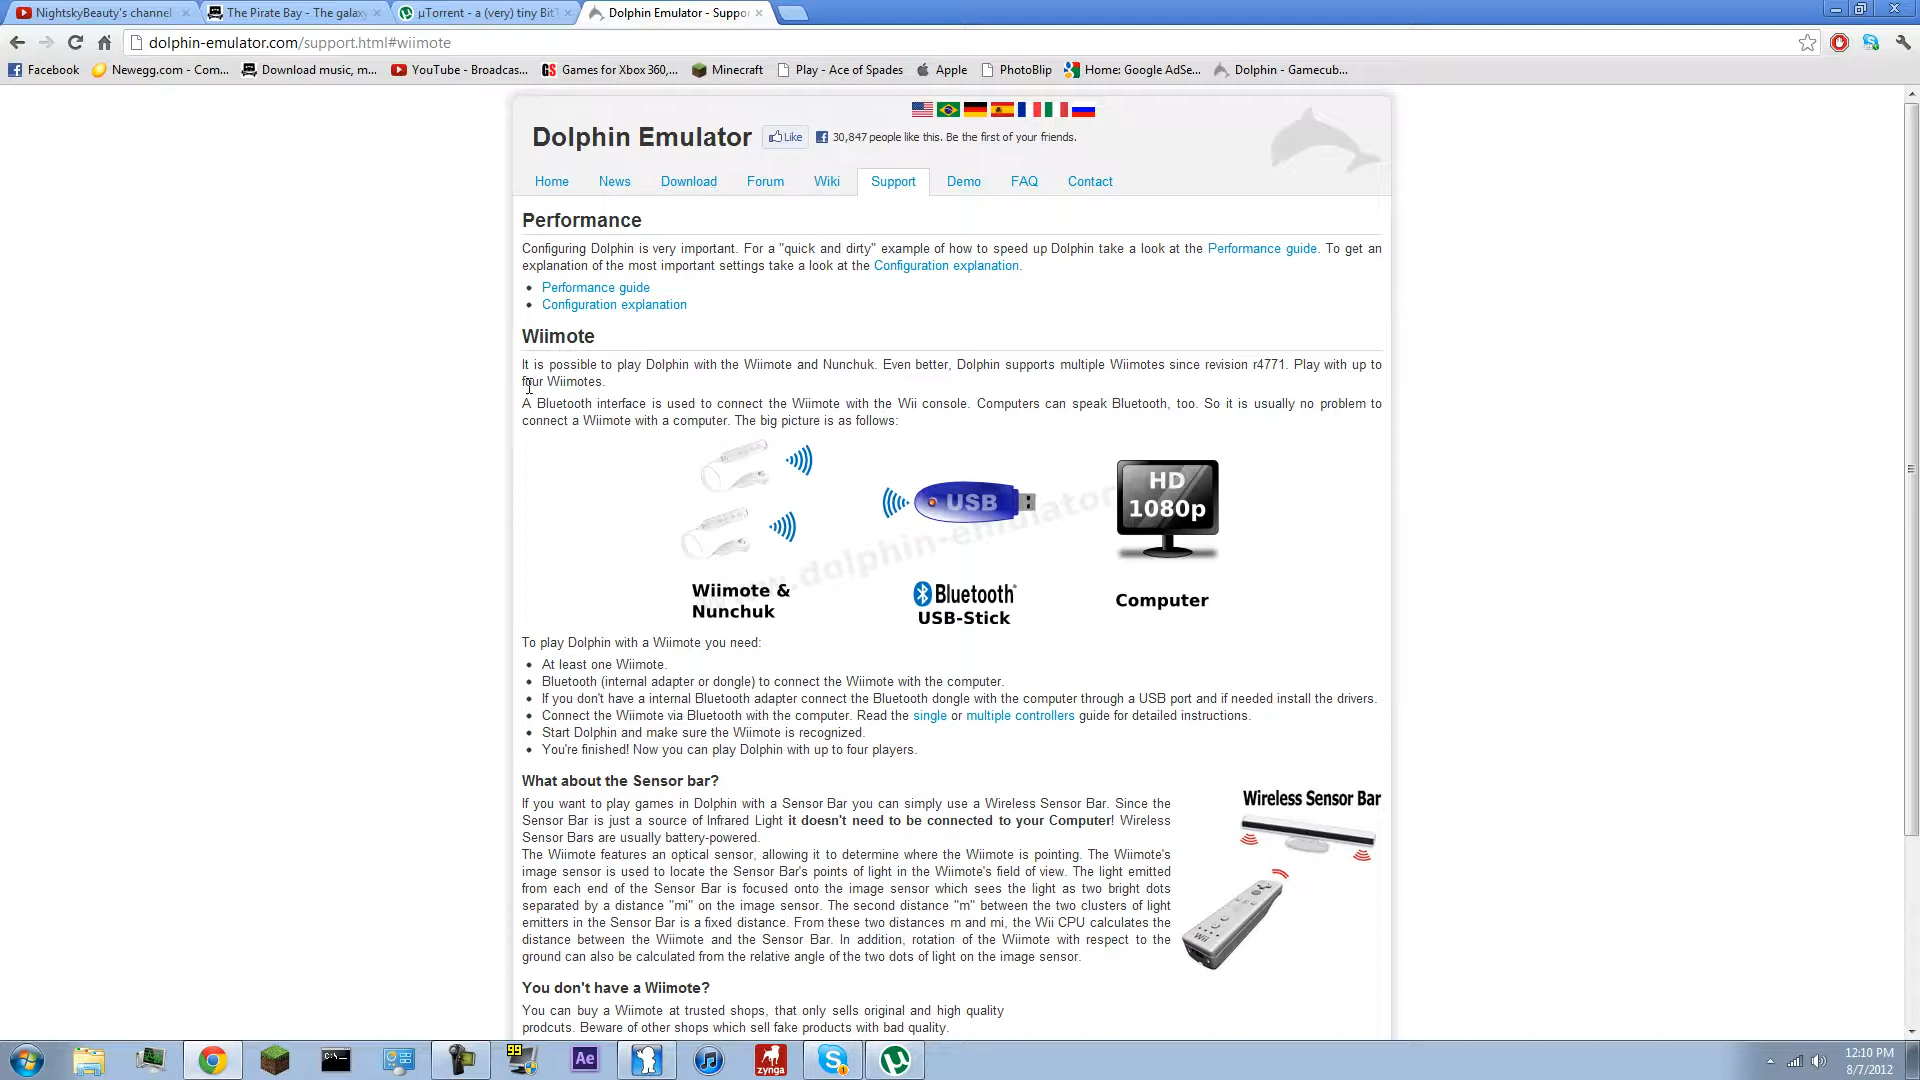 NightskyBeauty's channel
The Pirate Bay - The galaxy
µTorrent - a (very) tiny BitT
Dolphin Emulator - Suppo
dolphin-emulator.com/support.html#wiimote
Facebook
Newegg.com - Com...
Download music, m...
YouTube - Broadcas...
GS
Games for Xbox 360,...
Minecraft
Play - Ace of Spades
Apple
PhotoBlip
Home: Google AdSe...
Dolphin - Gamecub...
Dolphin Emulator
Like
30,847 people like this. Be the first of your friends.
Home News Download Forum Wiki Support Demo FAQ Contact
Performance
Configuring Dolphin is very important. For a "quick and dirty" example of how to speed up Dolphin take a look at the Performance guide. To get an
explanation of the most important settings take a look at the Configuration explanation.
• Performance guide
• Configuration explanation
Wiimote
It is possible to play Dolphin with the Wiimote and Nunchuk. Even better, Dolphin supports multiple Wiimotes since revision r4771. Play with up to
four Wiimotes.
A Bluetooth interface is used to connect the Wiimote with the Wii console. Computers can speak Bluetooth, too. So it is usually no problem to
connect a Wiimote with a computer. The big picture is as follows:
USB
HD
1080p
www.dolphin-emulator
Wiimote &
Nunchuk
Bluetooth®
USB-Stick
Computer
To play Dolphin with a Wiimote you need:
• At least one Wiimote.
• Bluetooth (internal adapter or dongle) to connect the Wiimote with the computer.
• If you don't have a internal Bluetooth adapter connect the Bluetooth dongle with the computer through a USB port and if needed install the drivers.
• Connect the Wiimote via Bluetooth with the computer. Read the single or multiple controllers guide for detailed instructions.
• Start Dolphin and make sure the Wiimote is recognized.
• You're finished! Now you can play Dolphin with up to four players.
What about the Sensor bar?
If you want to play games in Dolphin with a Sensor Bar you can simply use a Wireless Sensor Bar. Since the
Sensor Bar is just a source of Infrared Light it doesn't need to be connected to your Computer! Wireless
Sensor Bars are usually battery-powered.
The Wiimote features an optical sensor, allowing it to determine where the Wiimote is pointing. The Wiimote's
image sensor is used to locate the Sensor Bar's points of light in the Wiimote's field of view. The light emitted
from each end of the Sensor Bar is focused onto the image sensor which sees the light as two bright dots
separated by a distance "mi" on the image sensor. The second distance "m" between the two clusters of light
emitters in the Sensor Bar is a fixed distance. From these two distances m and mi, the Wii CPU calculates the
distance between the Wiimote and the Sensor Bar. In addition, rotation of the Wiimote with respect to the
ground can also be calculated from the relative angle of the two dots of light on the image sensor.
Wireless Sensor Bar
Wii
You don't have a Wiimote?
You can buy a Wiimote at trusted shops, that only sells original and high quality
prodcuts. Beware of other shops which sell fake products with bad quality.
C:\
99
Ae
zynga
12:10 PM
8/7/2012